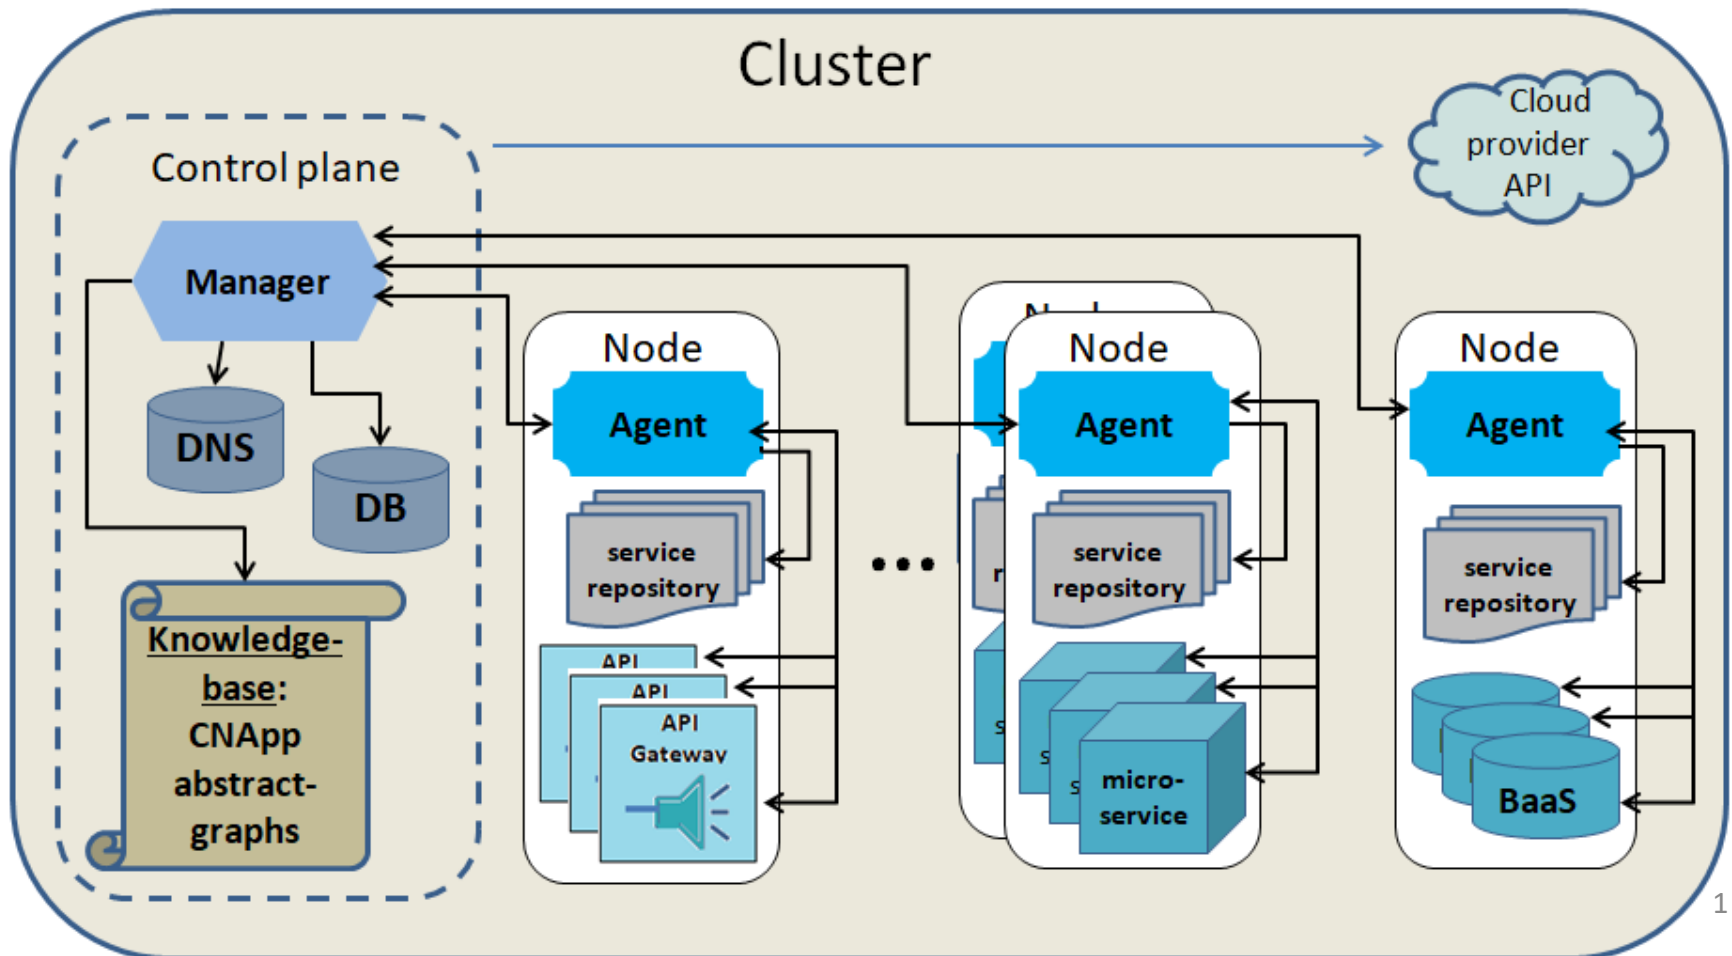 Cluster
Cloud
provider
API
Control plane
Manager
DNS
DB
Knowledge-
base:
CNApp
abstract-
graphs
Node
Agent
service
repository
API
API
API
Gateway
...
Node
Agent
service
repository
micro-
service
Node
Agent
service
repository
BaaS
1